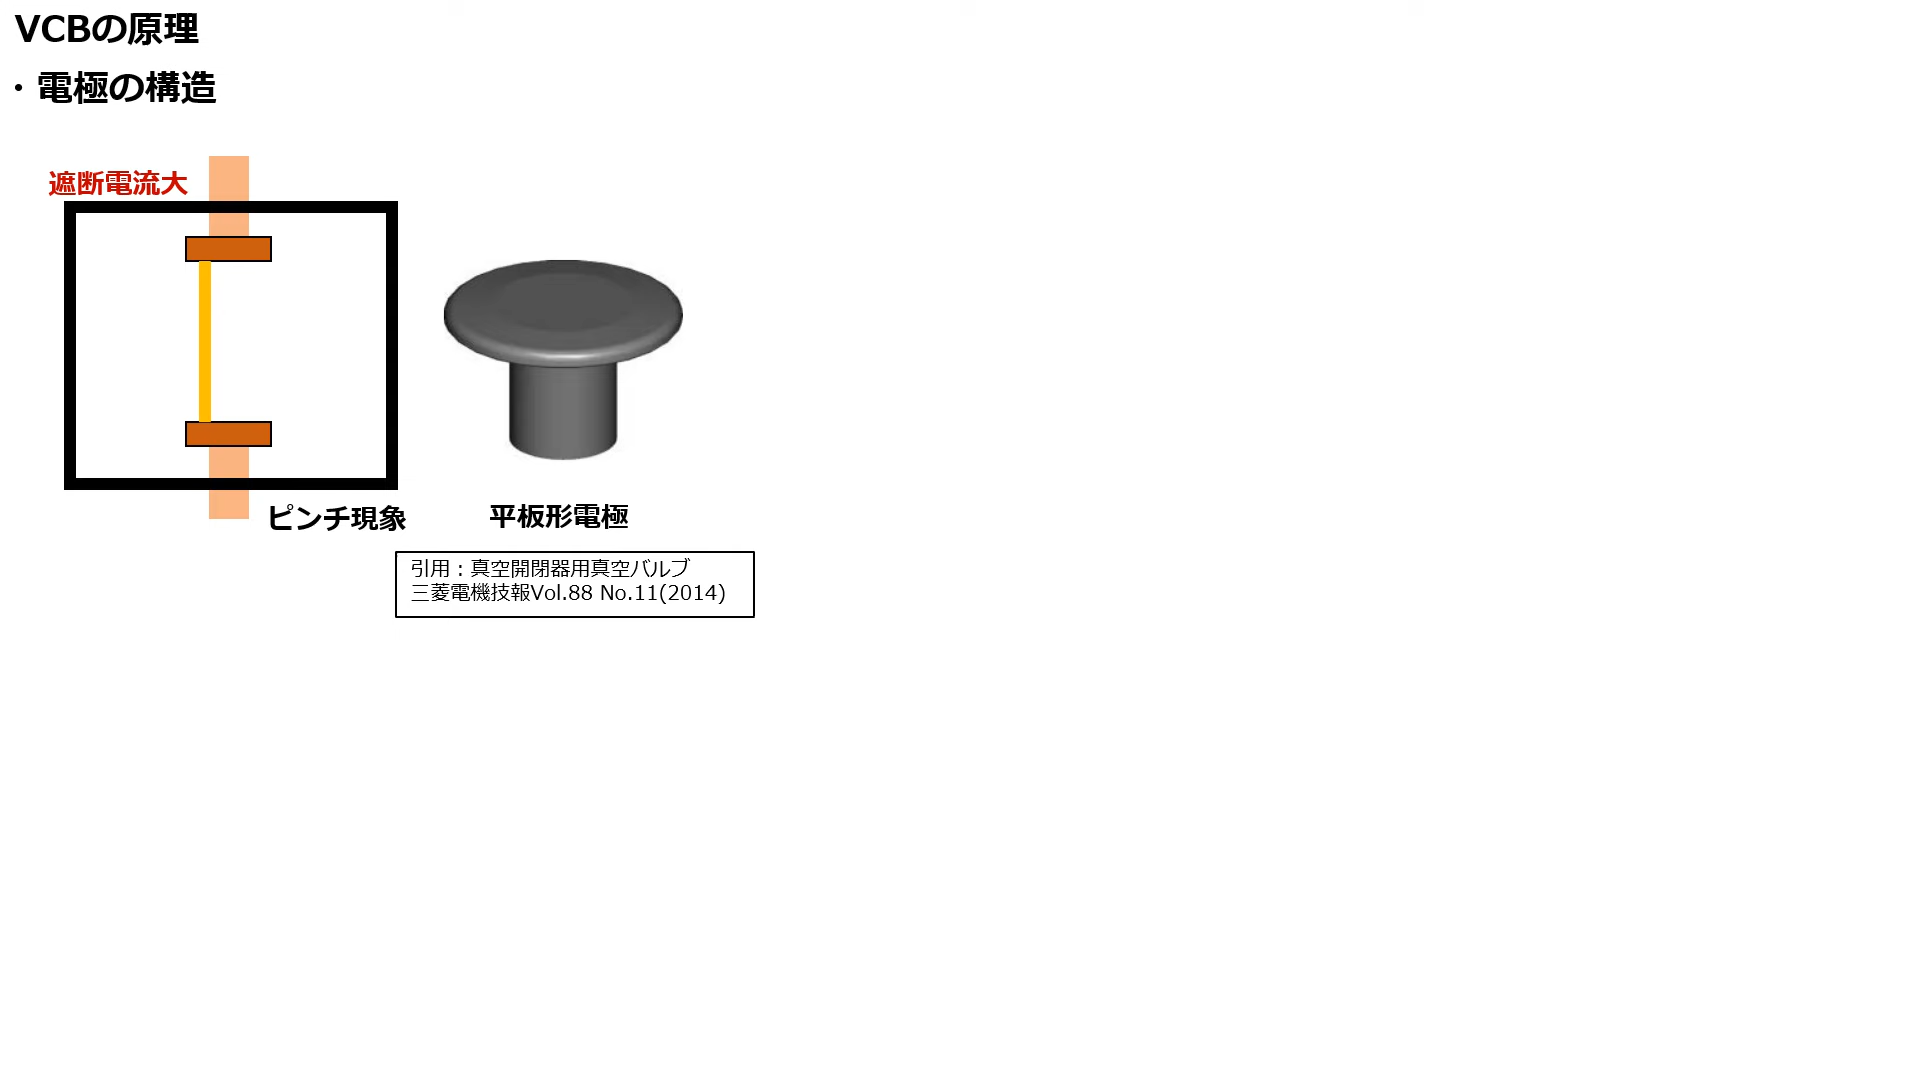 VCBの原理
・電極の構造
遮断電流大
ピンチ現象
平板形電極
引用：真空開閉器用真空バルブ
三菱電機技報Vol.88 No.11(2014)